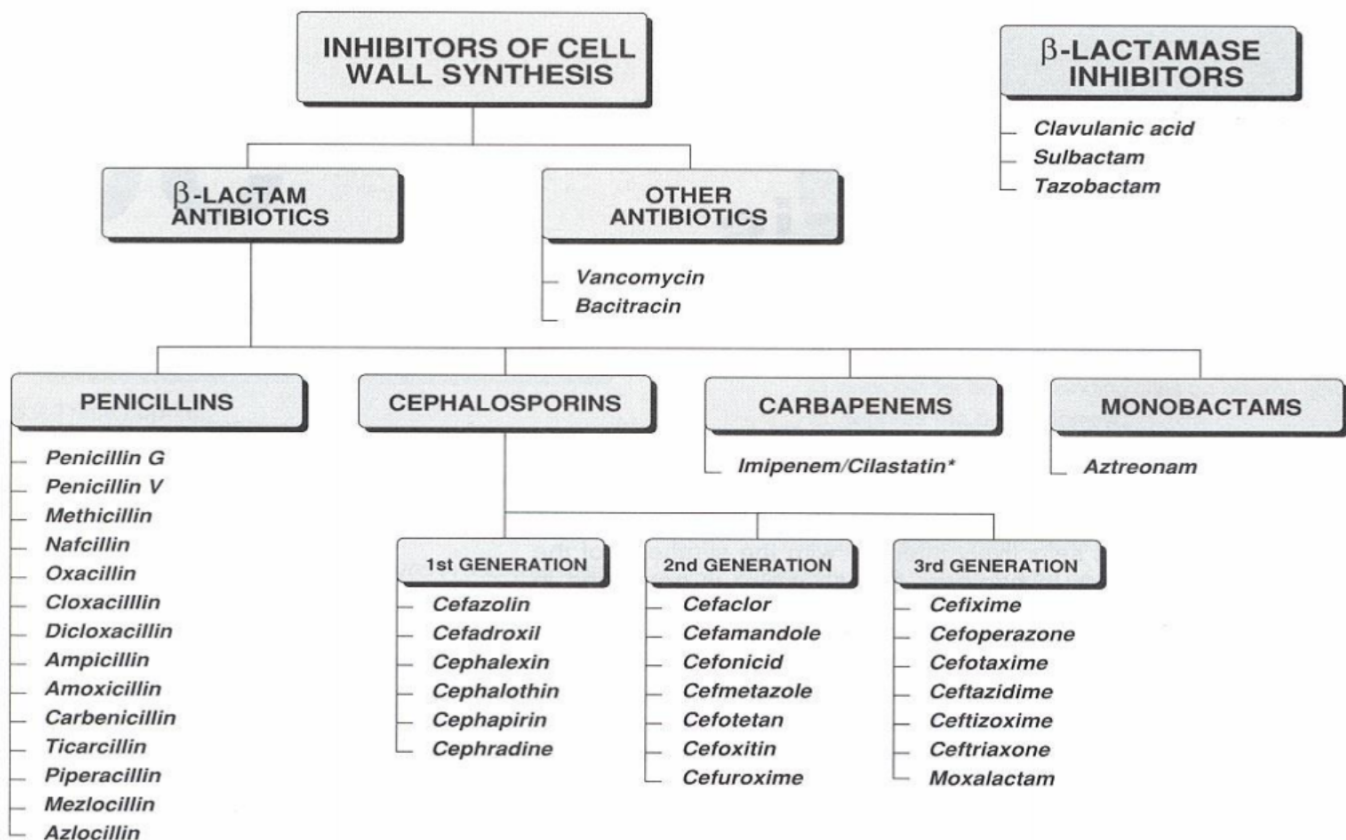 INHIBITORS OF CELL
WALL SYNTHESIS
β-LACTAMASE
INHIBITORS
Clavulanic acid
Sulbactam
Tazobactam
β-LACTAM
ANTIBIOTICS
OTHER
ANTIBIOTICS
Vancomycin
Bacitracin
PENICILLINS
Penicillin G
Penicillin V
Methicillin
Nafcillin
Oxacillin
Cloxacilllin
Dicloxacillin
Ampicillin
Amoxicillin
Carbenicillin
Ticarcillin
Piperacillin
Mezlocillin
Azlocillin
CEPHALOSPORINS
1st GENERATION
Cefazolin
Cefadroxil
Cephalexin
Cephalothin
Cephapirin
Cephradine
2nd GENERATION
Cefaclor
Cefamandole
Cefonicid
Cefmetazole
Cefotetan
Cefoxitin
Cefuroxime
3rd GENERATION
Cefixime
Cefoperazone
Cefotaxime
Ceftazidime
Ceftizoxime
Ceftriaxone
Moxalactam
CARBAPENEMS
Imipenem/Cilastatin*
MONOBACTAMS
Aztreonam